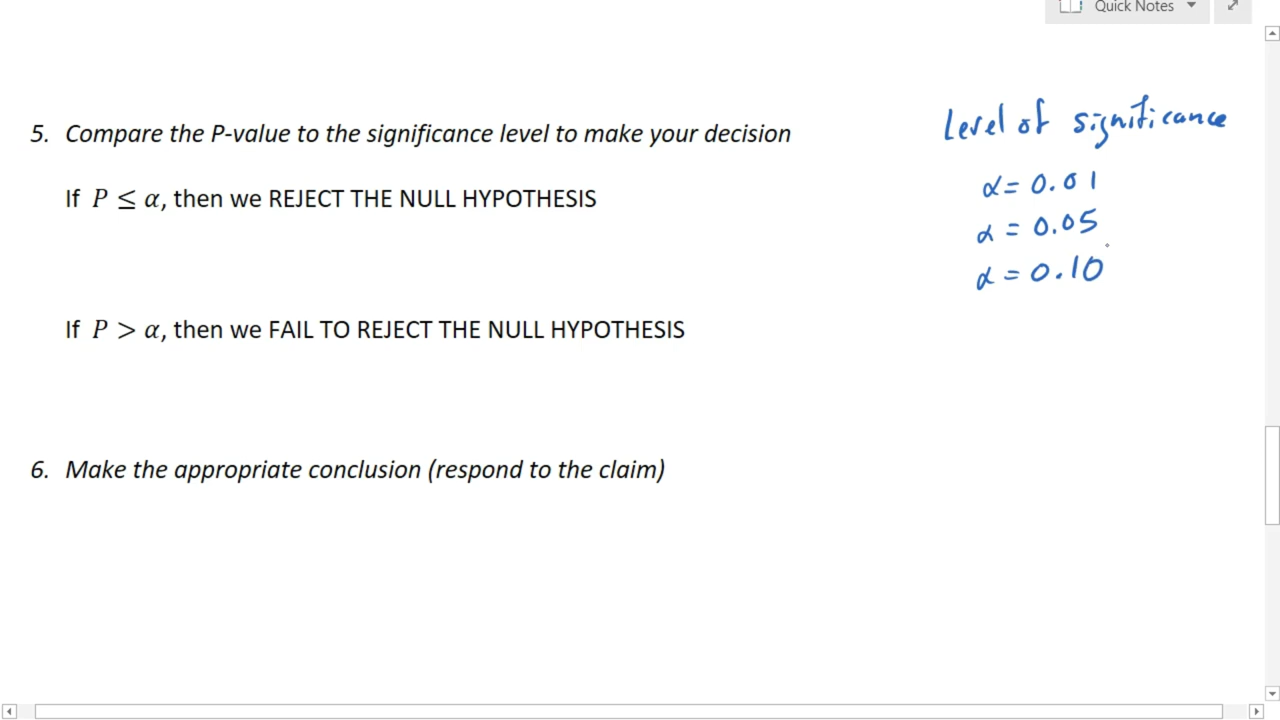 Quick Notes
5. Compare the P-value to the significance level to make your decision
If P ≤ α, then we REJECT THE NULL HYPOTHESIS
If P > α, then we FAIL TO REJECT THE NULL HYPOTHESIS
6. Make the appropriate conclusion (respond to the claim)
Level of significance
α = 0.01
α = 0.05
α = 0.10